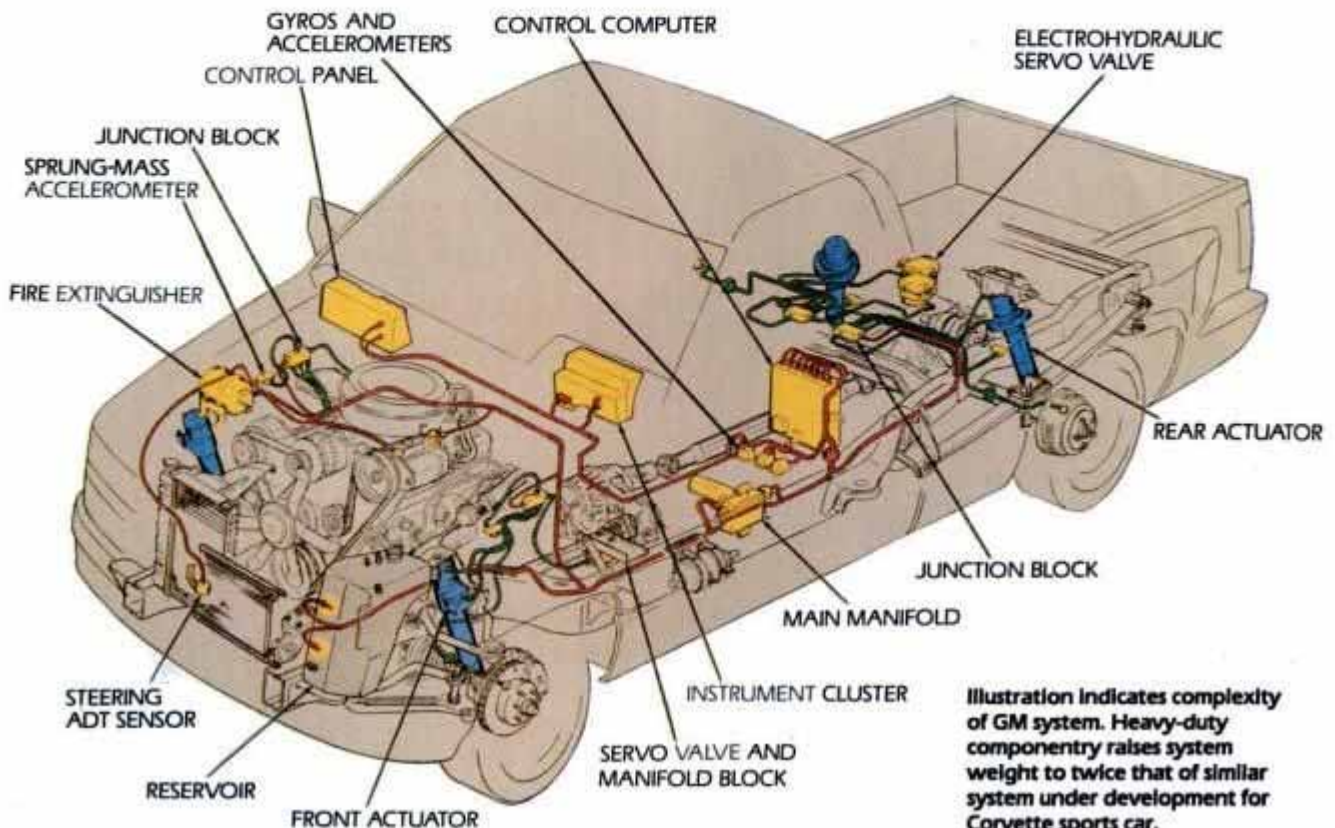 GYROS AND
ACCELEROMETERS
CONTROL COMPUTER
ELECTROHYDRAULIC
SERVO VALVE
CONTROL PANEL
JUNCTION BLOCK
SPRUNG-MASS
ACCELEROMETER
FIRE EXTINGUISHER
REAR ACTUATOR
JUNCTION BLOCK
MAIN MANIFOLD
STEERING
ADT SENSOR
INSTRUMENT CLUSTER
RESERVOIR
SERVO VALVE AND
MANIFOLD BLOCK
FRONT ACTUATOR
Illustration indicates complexity
of GM system. Heavy-duty
componentry raises system
weight to twice that of similar
system under development for
Corvette sports car.